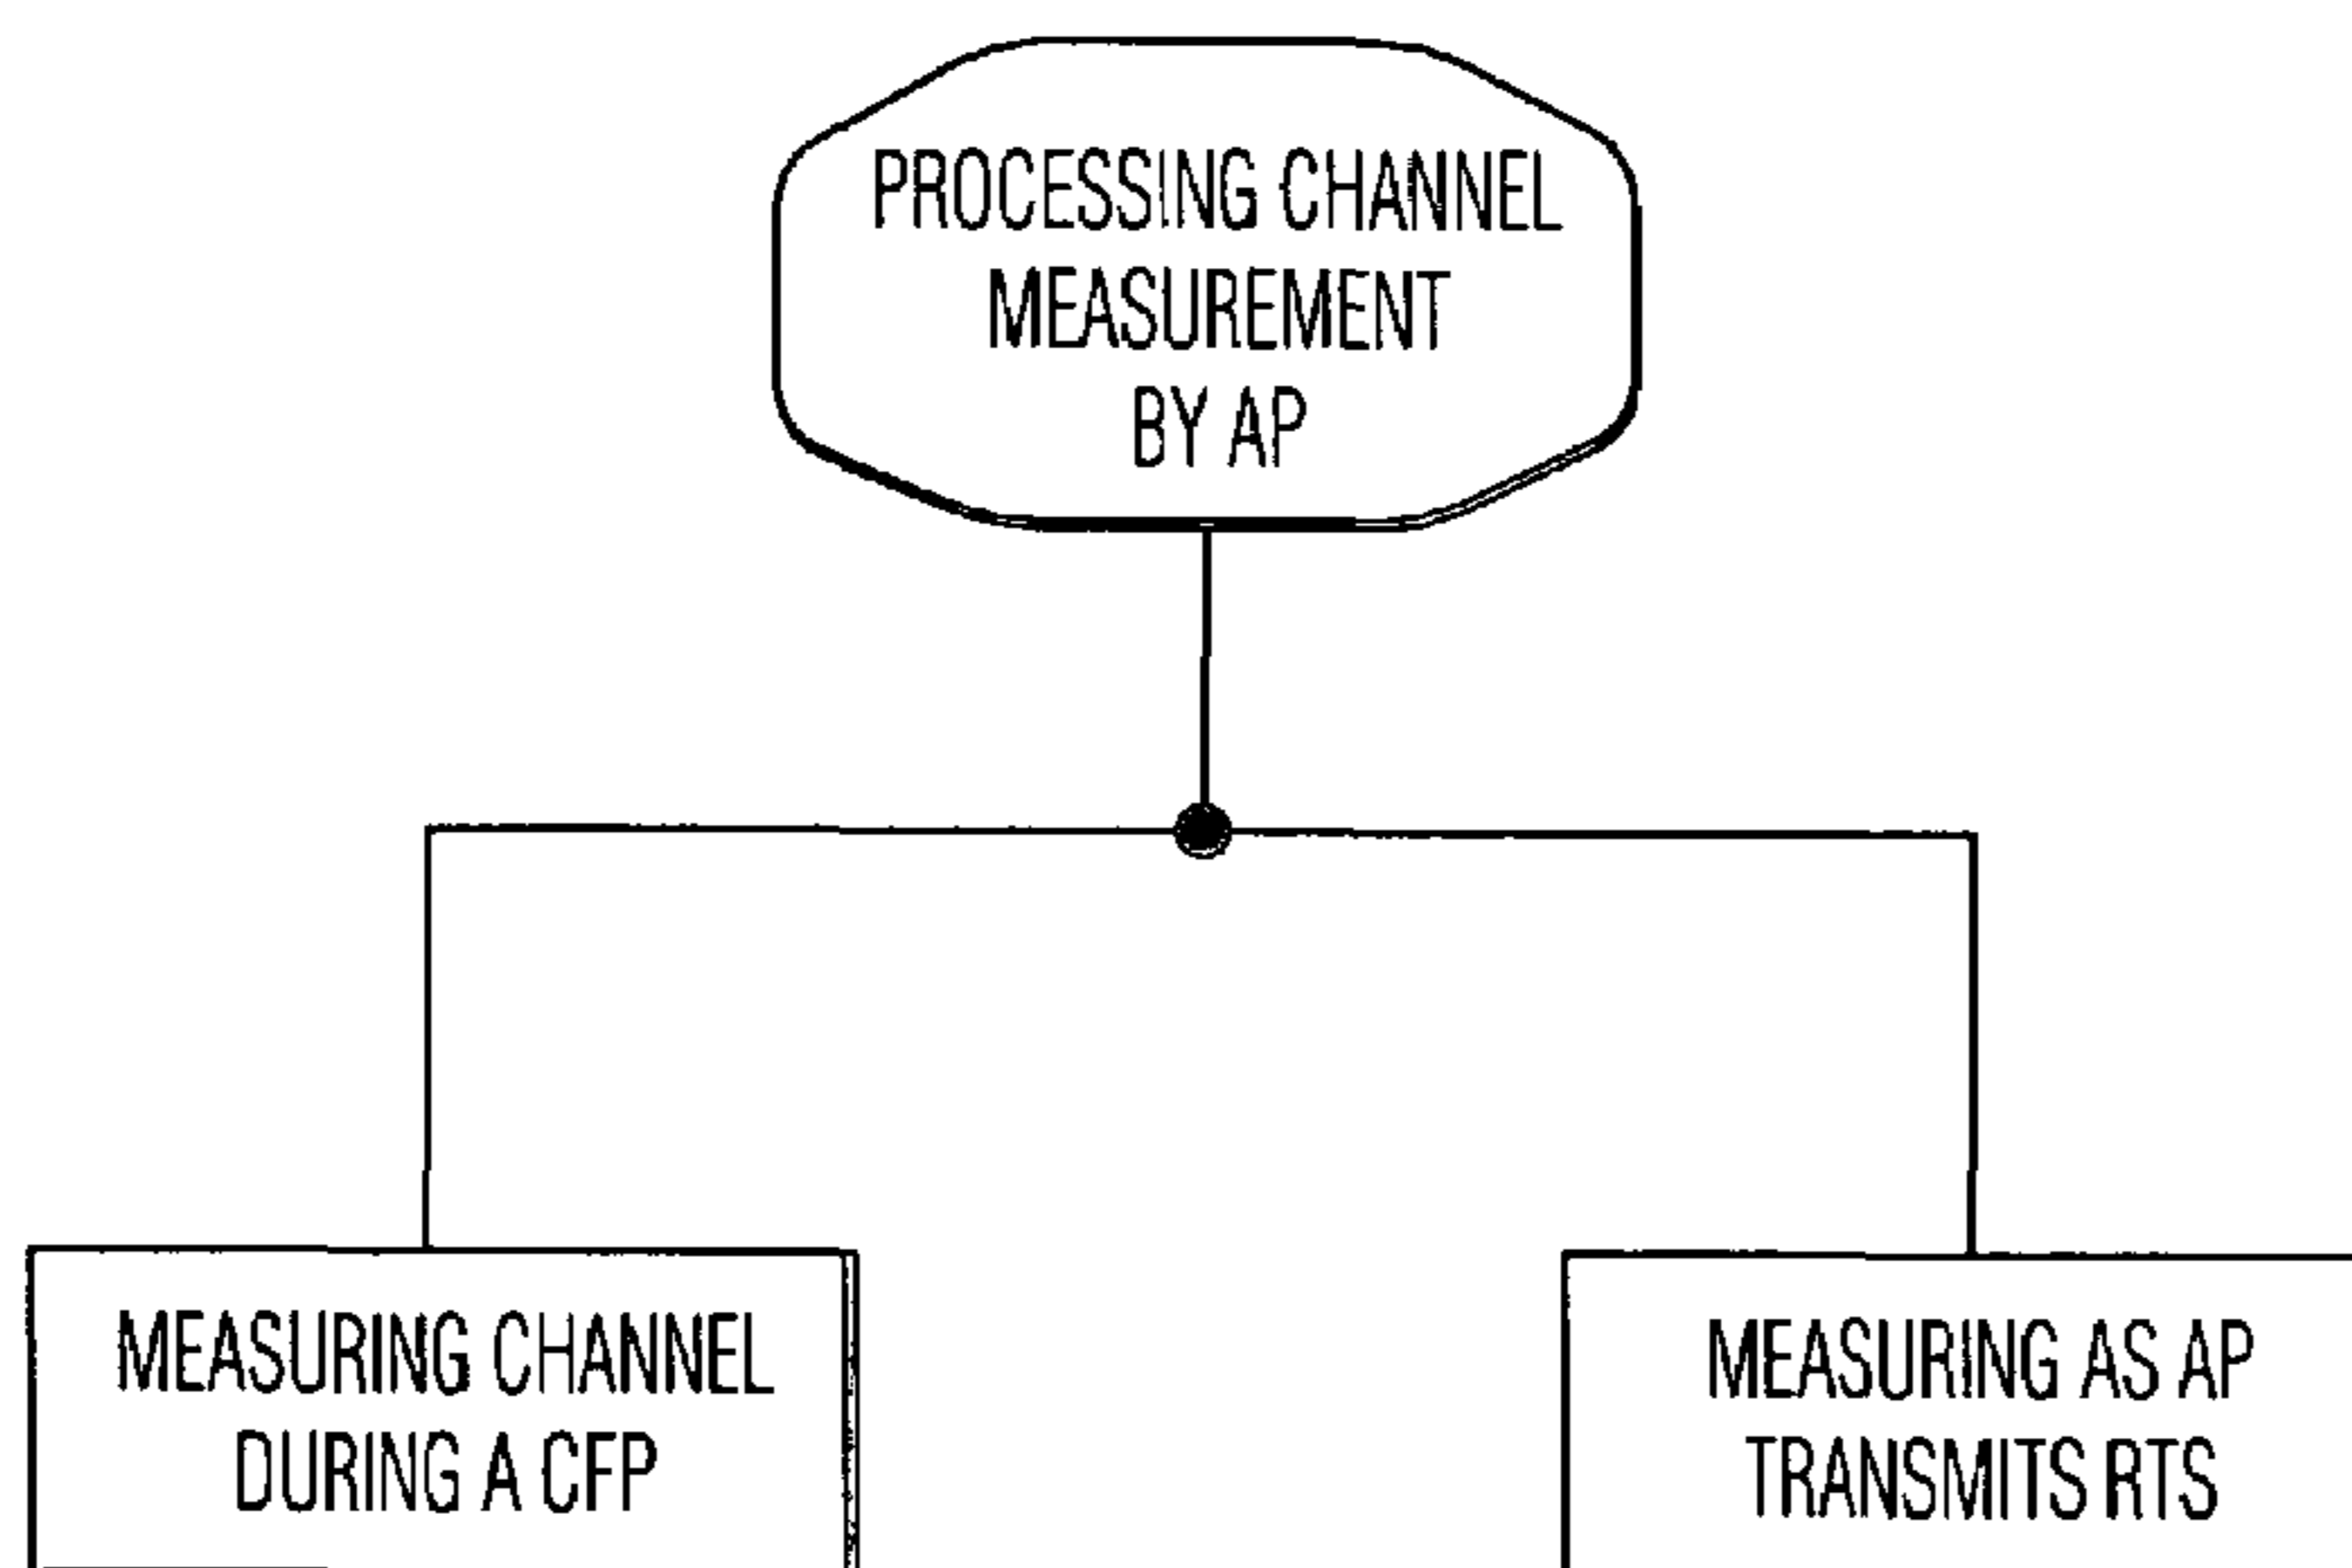 PROCESSING CHANNEL
MEASUREMENT
BY AP
MEASURING CHANNEL
DURING A CFP
MEASURING AS AP
TRANSMITS RTS